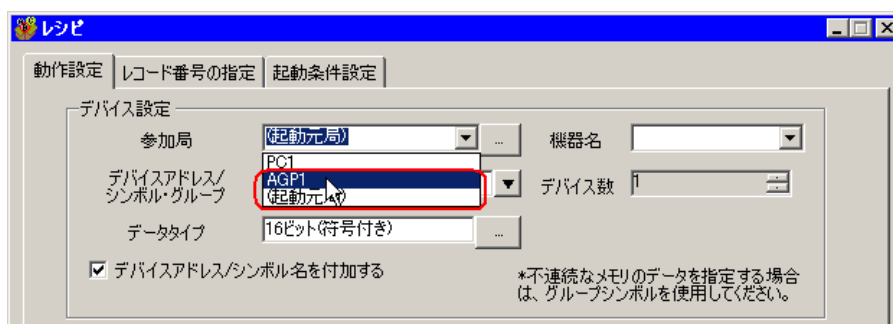 レシピ
動作設定 レコード番号の指定 起動条件設定
デバイス設定
参加局 (起動元局) ... 機器名
PC1
AGP1
デバイスアドレス/
シンボル・グループ デバイス数 1
データタイプ 16ビット(符号付き) ...
デバイスアドレス/シンボル名を付加する
*不連続なメモリのデータを指定する場合
は、グループシンボルを使用してください。